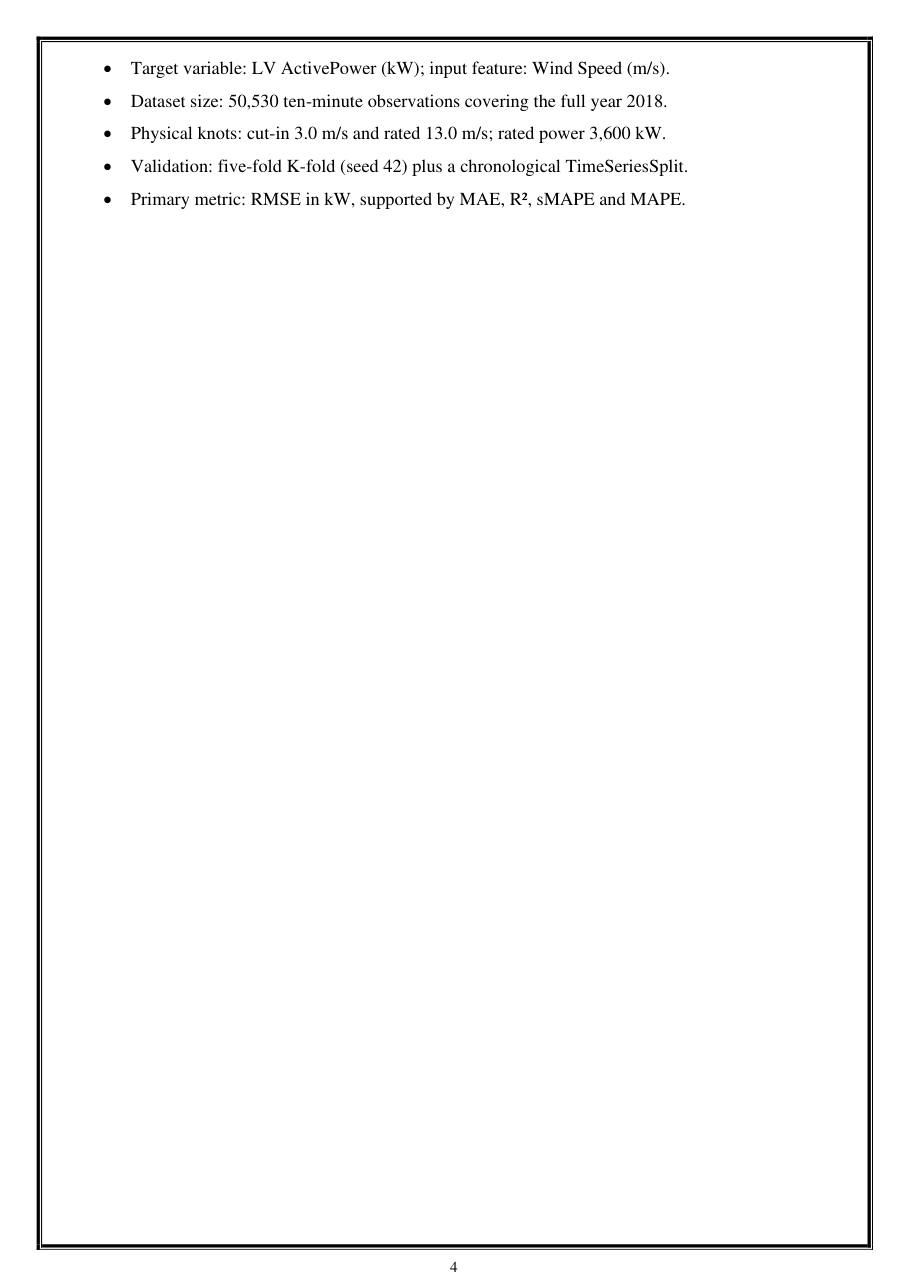 • Target variable: LV ActivePower (kW); input feature: Wind Speed (m/s).
• Dataset size: 50,530 ten-minute observations covering the full year 2018.
• Physical knots: cut-in 3.0 m/s and rated 13.0 m/s; rated power 3,600 kW.
• Validation: five-fold K-fold (seed 42) plus a chronological TimeSeriesSplit.
• Primary metric: RMSE in kW, supported by MAE, R², sMAPE and MAPE.
4